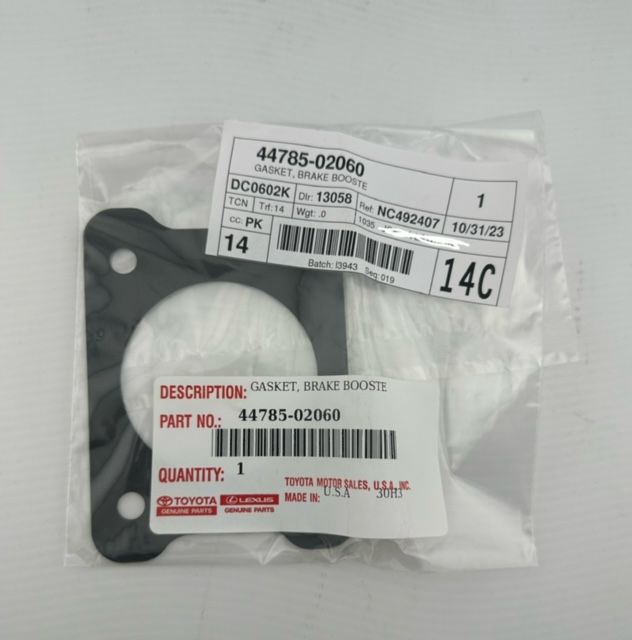 44785-02060
GASKET, BRAKE BOOSTE
1
DC0602K Dlr: 13058 Ref: NC492407 10/31/23
TCN Trf: 14 Wgt: .0 1035
cc: PK
14
Batch: I3943 Seq: 019
14C
DESCRIPTION: GASKET, BRAKE BOOSTE
PART NO.: 44785-02060
QUANTITY: 1
TOYOTA MOTOR SALES, U.S.A., INC.
MADE IN: U.S.A 30H3
TOYOTA LEXUS
GENUINE PARTS GENUINE PARTS